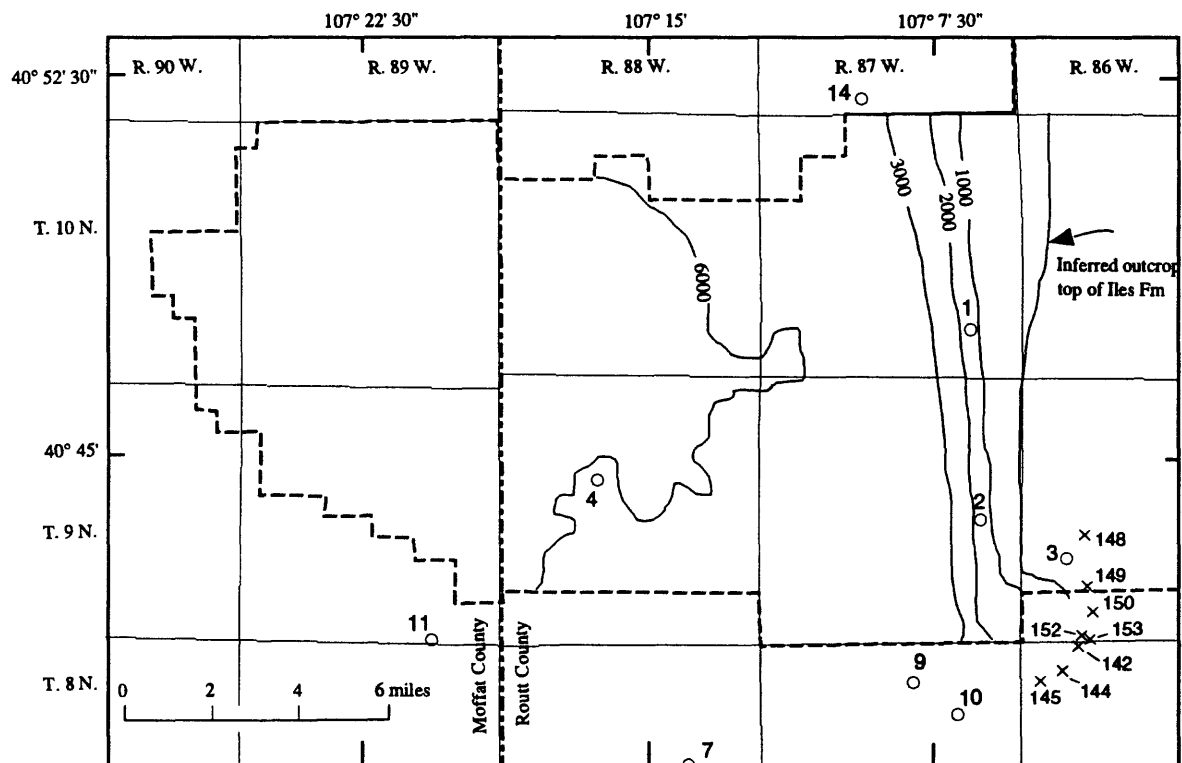 107° 22' 30" 107° 15' 107° 7' 30"
40° 52' 30"
R. 90 W. R. 89 W. R. 88 W. R. 87 W. R. 86 W.
14
3000
2000
1000
T. 10 N.
6000
Inferred outcrop
top of Iles Fm
1
40° 45'
4
2
T. 9 N.
3
148
149
150
11
152
153
142
Moffat County
Routt County
T. 8 N.
9
144
145
10
0 2 4 6 miles
7